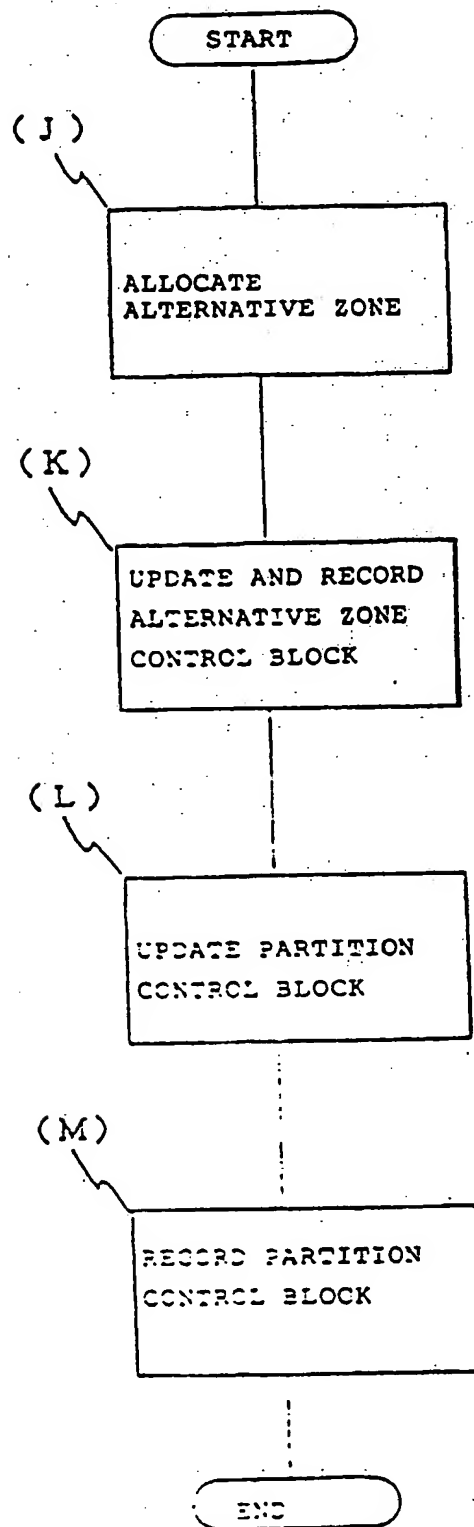 START
(J)
ALLOCATE
ALTERNATIVE ZONE
(K)
UPDATE AND RECORD
ALTERNATIVE ZONE
CONTROL BLOCK
(L)
UPDATE PARTITION
CONTROL BLOCK
(M)
RECORD PARTITION
CONTROL BLOCK
END